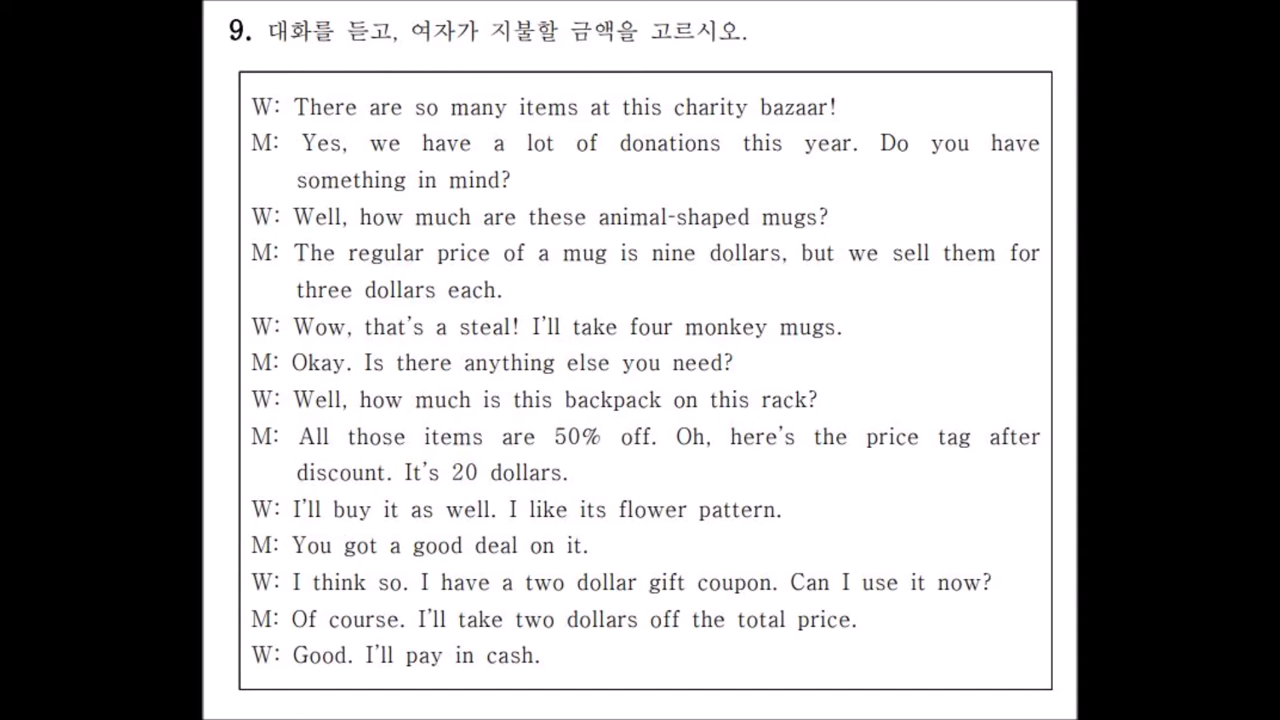 9. 대화를 듣고, 여자가 지불할 금액을 고르시오.
W: There are so many items at this charity bazaar!
M: Yes, we have a lot of donations this year. Do you have
something in mind?
W: Well, how much are these animal-shaped mugs?
M: The regular price of a mug is nine dollars, but we sell them for
three dollars each.
W: Wow, that's a steal! I'll take four monkey mugs.
M: Okay. Is there anything else you need?
W: Well, how much is this backpack on this rack?
M: All those items are 50% off. Oh, here's the price tag after
discount. It's 20 dollars.
W: I'll buy it as well. I like its flower pattern.
M: You got a good deal on it.
W: I think so. I have a two dollar gift coupon. Can I use it now?
M: Of course. I'll take two dollars off the total price.
W: Good. I'll pay in cash.